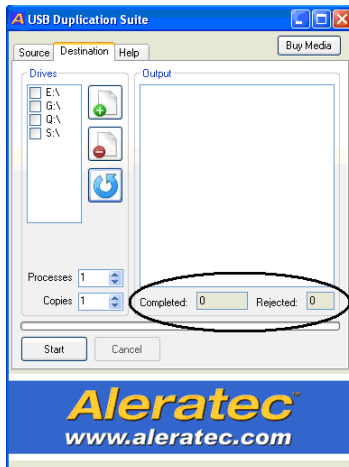 A USB Duplication Suite
Source Destination Help Buy Media
Drives Output
E:\
G:\
Q:\
S:\
Processes 1
Copies 1 Completed: 0 Rejected: 0
Start Cancel
Aleratec™
www.aleratec.com